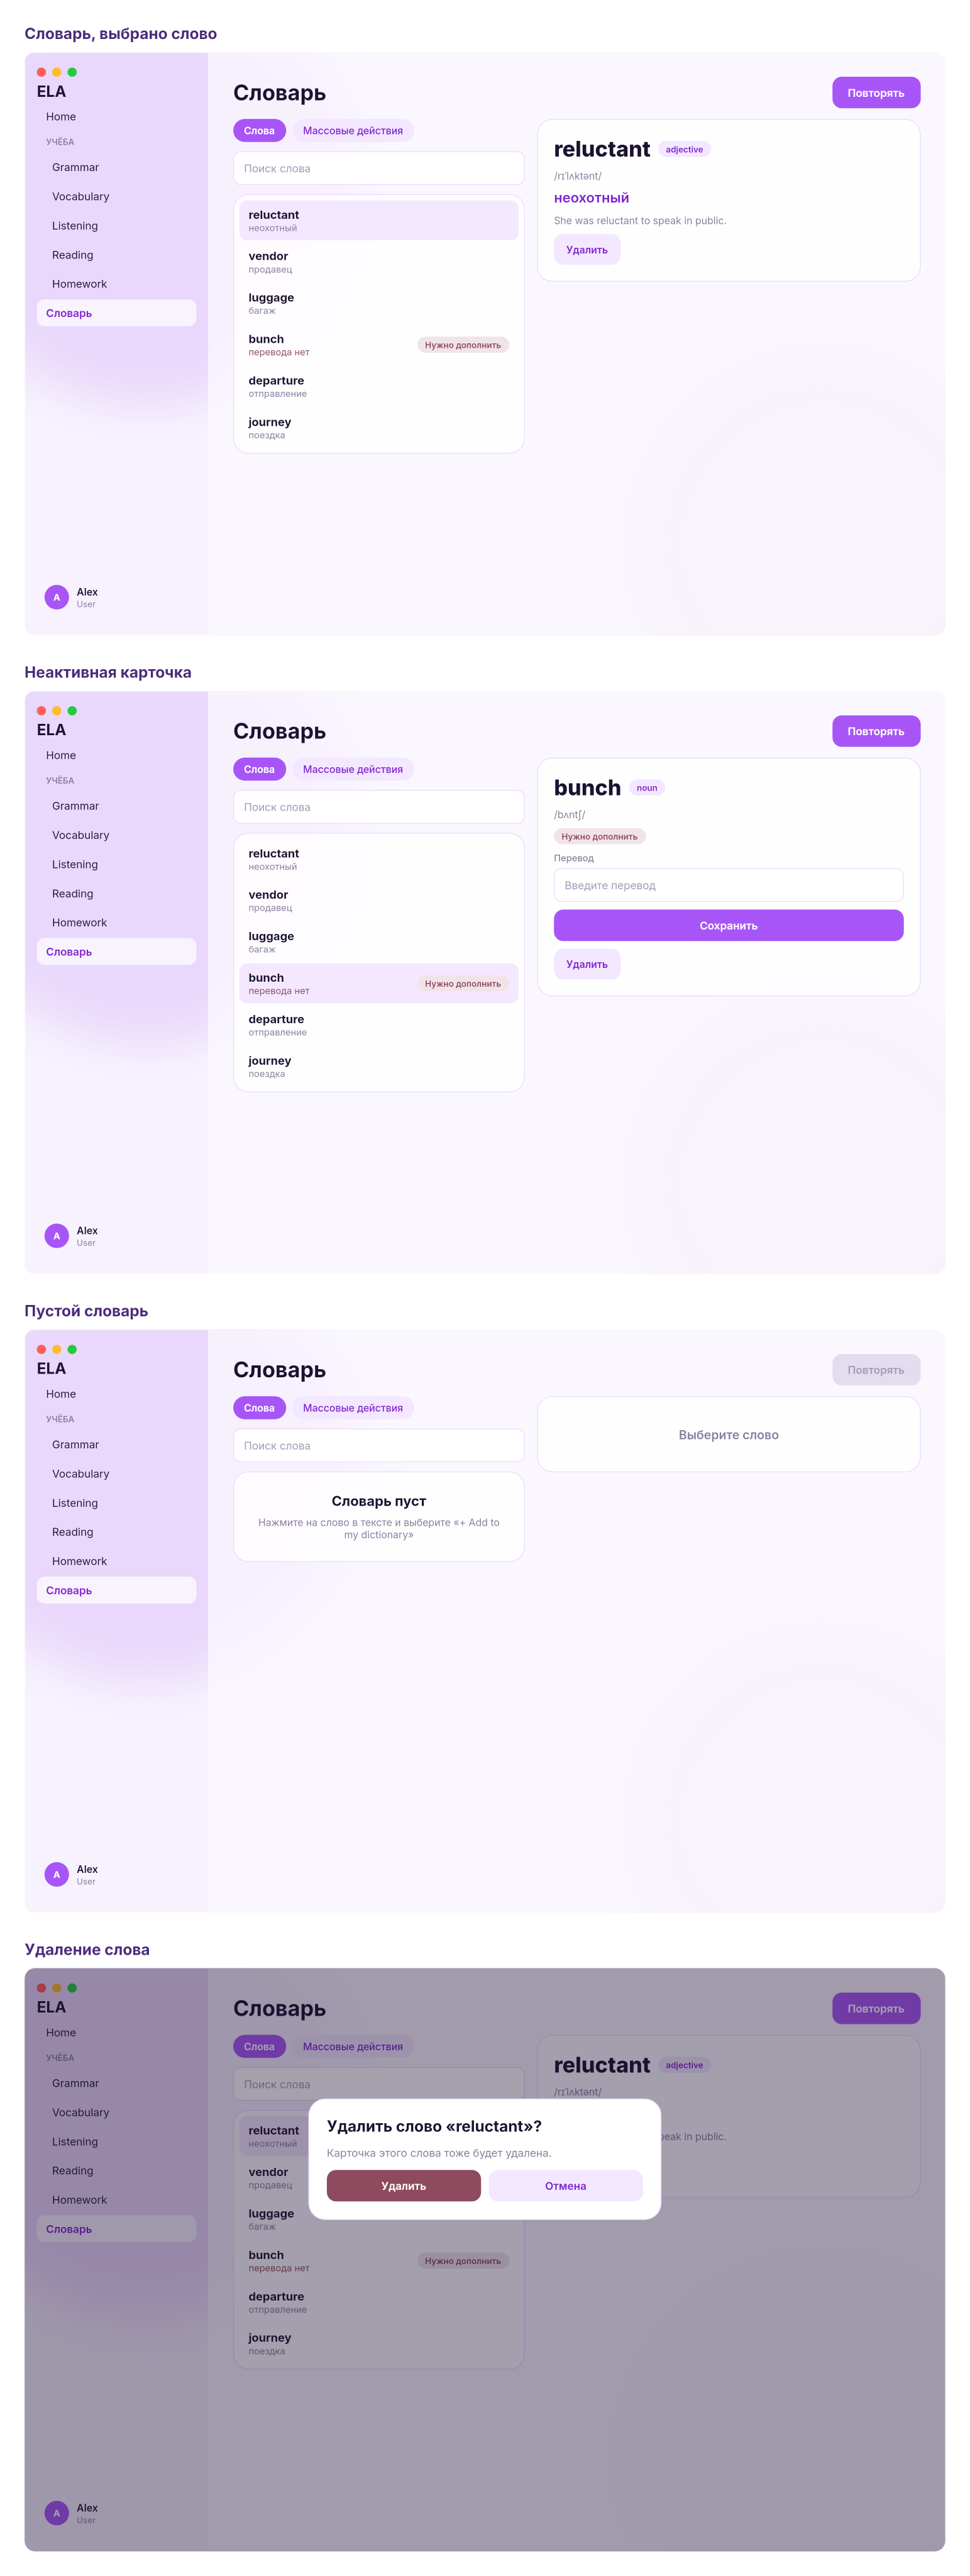 Словарь, выбрано слово
ELA
Home
УЧЁБА
Grammar
Vocabulary
Listening
Reading
Homework
Словарь
A
Alex
User
Словарь
Повторять
Слова
Массовые действия
Поиск слова
reluctant
неохотный
vendor
продавец
luggage
багаж
bunch
перевода нет
Нужно дополнить
departure
отправление
journey
поездка
reluctant
adjective
/rɪˈlʌktənt/
неохотный
She was reluctant to speak in public.
Удалить
Неактивная карточка
ELA
Home
УЧЁБА
Grammar
Vocabulary
Listening
Reading
Homework
Словарь
A
Alex
User
Словарь
Повторять
Слова
Массовые действия
Поиск слова
reluctant
неохотный
vendor
продавец
luggage
багаж
bunch
перевода нет
Нужно дополнить
departure
отправление
journey
поездка
bunch
noun
/bʌntʃ/
Нужно дополнить
Перевод
Введите перевод
Сохранить
Удалить
Пустой словарь
ELA
Home
УЧЁБА
Grammar
Vocabulary
Listening
Reading
Homework
Словарь
A
Alex
User
Словарь
Повторять
Слова
Массовые действия
Поиск слова
Словарь пуст
Нажмите на слово в тексте и выберите «+ Add to
my dictionary»
Выберите слово
Удаление слова
ELA
Home
УЧЁБА
Grammar
Vocabulary
Listening
Reading
Homework
Словарь
A
Alex
User
Словарь
Повторять
Слова
Массовые действия
Поиск слова
reluctant
неохотный
vendor
продавец
luggage
багаж
bunch
перевода нет
Нужно дополнить
departure
отправление
journey
поездка
reluctant
adjective
/rɪˈlʌktənt/
speak in public.
Удалить слово «reluctant»?
Карточка этого слова тоже будет удалена.
Удалить
Отмена